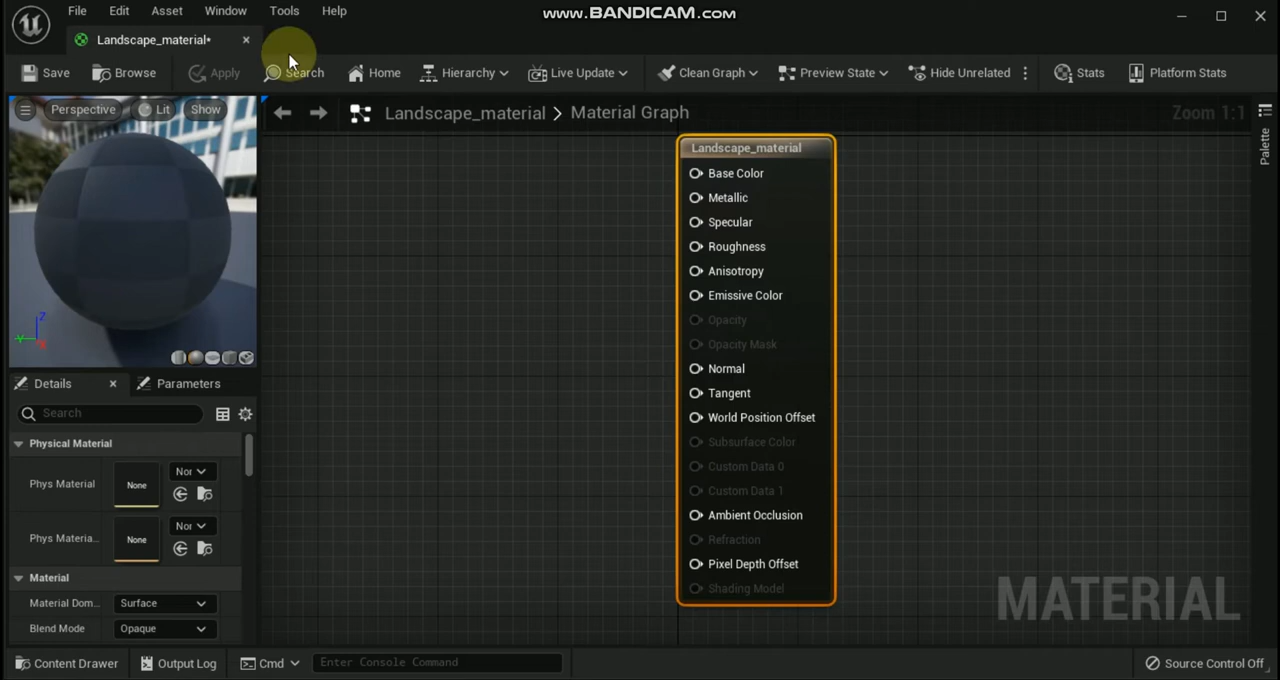 File Edit Asset Window Tools Help
www.BANDICAM.com
Landscape_material*
Save Browse Apply Search Home Hierarchy Live Update Clean Graph Preview State Hide Unrelated Stats Platform Stats
Perspective Lit Show
Landscape_material > Material Graph
Zoom 1:1
Palette
Landscape_material
Base Color
Metallic
Specular
Roughness
Anisotropy
Emissive Color
Opacity
Opacity Mask
Normal
Tangent
World Position Offset
Subsurface Color
Custom Data 0
Custom Data 1
Ambient Occlusion
Refraction
Pixel Depth Offset
Shading Model
MATERIAL
Z
Y
Details Parameters
Search
Physical Material
Phys Material None Nor
Phys Materia... None Nor
Material
Material Dom... Surface
Blend Mode Opaque
Content Drawer Output Log Cmd Enter Console Command Source Control Off